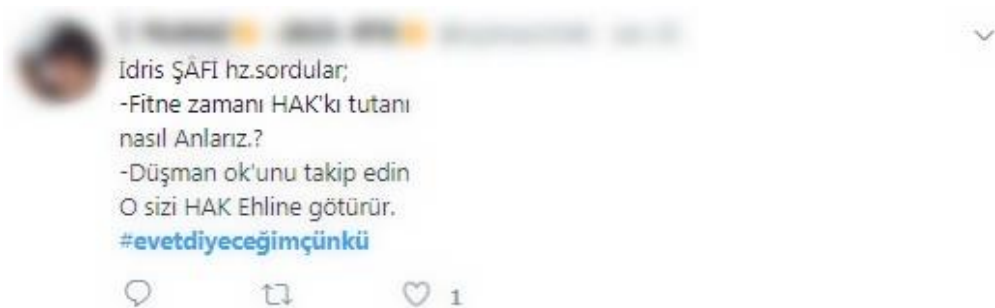 İdris ŞÂFİ hz.sordular;
-Fitne zamanı HAK'kı tutanı
nasıl Anlarız.?
-Düşman ok'unu takip edin
O sizi HAK Ehline götürür.
#evetdiyeceğimçünkü
1